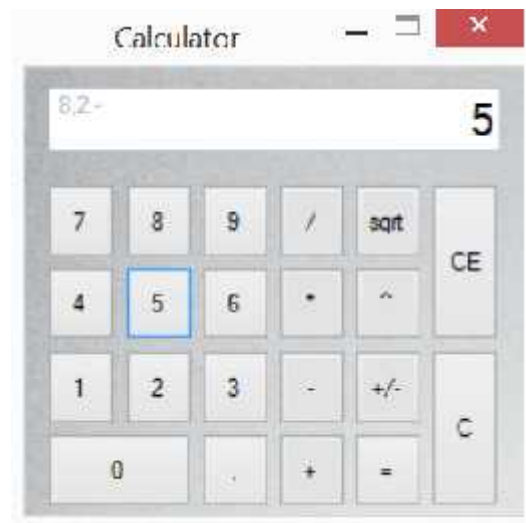 Calculator
8,2 -
5
7 8 9 / sqrt
CE
4 5 6 * ^
1 2 3 - +/-
C
0 . + =